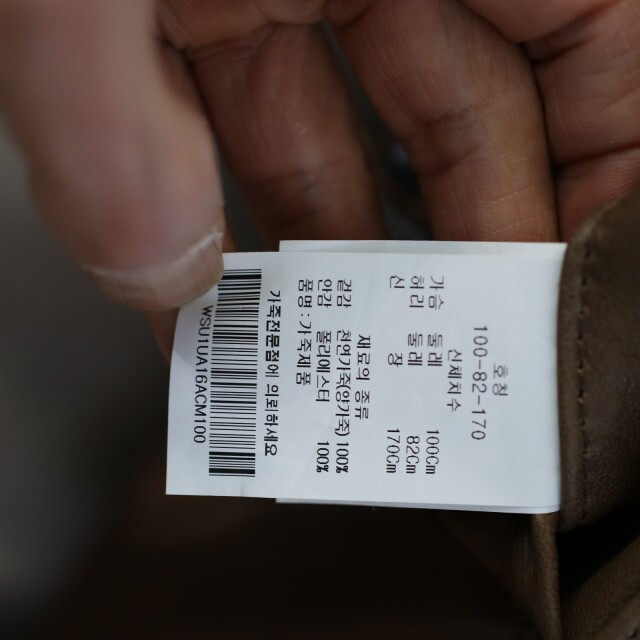 호칭
100-82-170
신체치수
가슴 둘레 100Cm
허리 둘레 82Cm
신 장 170Cm
재료의 종류
겉감 천연가죽(양가죽) 100%
안감 폴리에스터 100%
품명 : 가죽제품
가죽전문점에 의뢰하세요
WSU1UA16ACM100